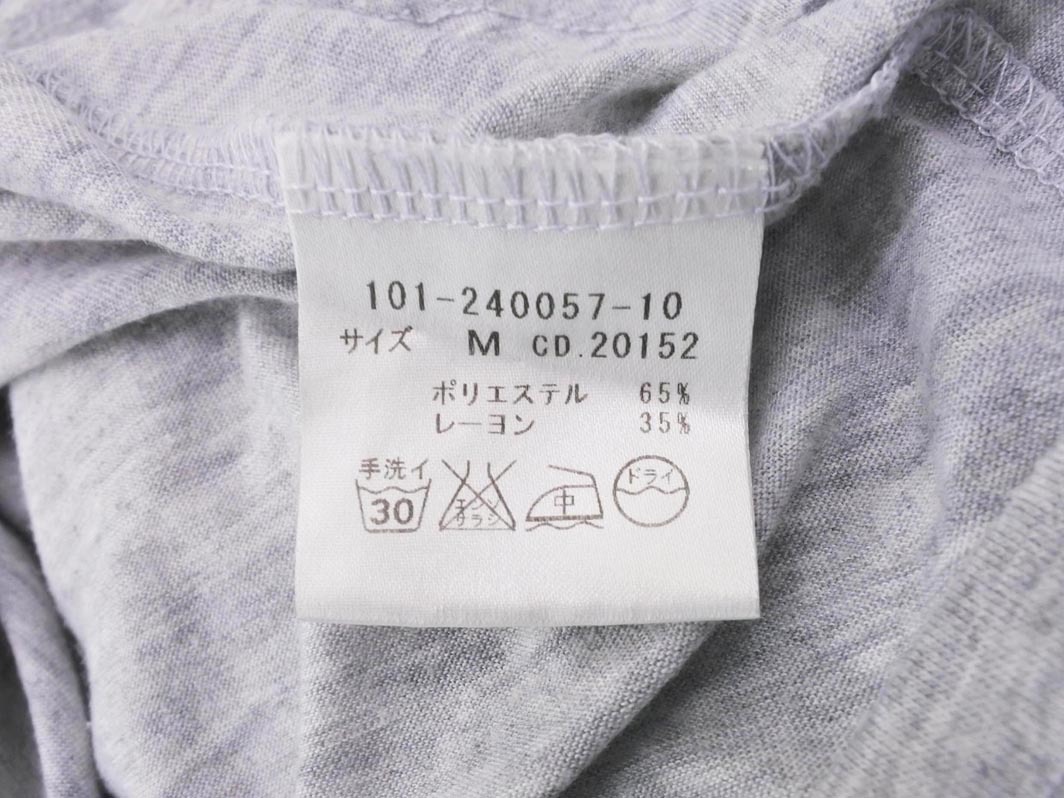 101-240057-10
サイズ M CD.20152
ポリエステル 65%
レーヨン 35%
手洗イ
30
エンソ
サラシ
中
ドライ